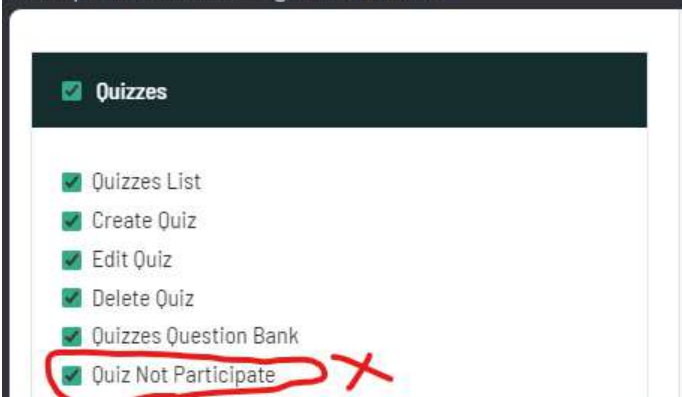 Quizzes
Quizzes List
Create Quiz
Edit Quiz
Delete Quiz
Quizzes Question Bank
Quiz Not Participate